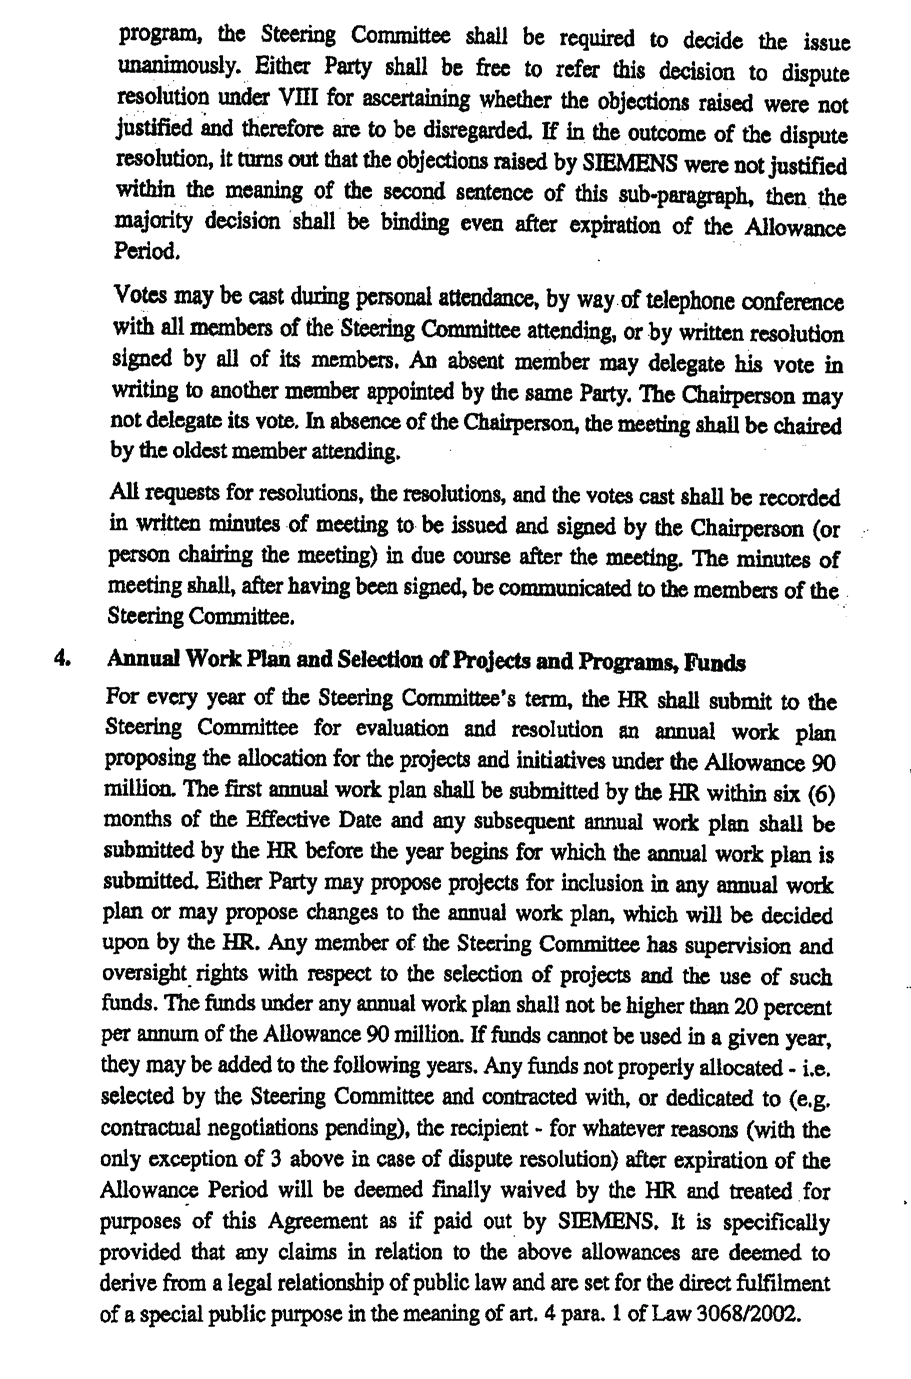 program, the Steering Committee shall be required to decide the issue
unanimously. Either Party shall be free to refer this decision to dispute
resolution under VIII for ascertaining whether the objections raised were not
justified and therefore are to be disregarded. If in the outcome of the dispute
resolution, it turns out that the objections raised by SIEMENS were not justified
within the meaning of the second sentence of this sub-paragraph, then the
majority decision shall be binding even after expiration of the Allowance
Period.
Votes may be cast during personal attendance, by way of telephone conference
with all members of the Steering Committee attending, or by written resolution
signed by all of its members. An absent member may delegate his vote in
writing to another member appointed by the same Party. The Chairperson may
not delegate its vote. In absence of the Chairperson, the meeting shall be chaired
by the oldest member attending.
All requests for resolutions, the resolutions, and the votes cast shall be recorded
in written minutes of meeting to be issued and signed by the Chairperson (or
person chairing the meeting) in due course after the meeting. The minutes of
meeting shall, after having been signed, be communicated to the members of the
Steering Committee.
4. Annual Work Plan and Selection of Projects and Programs, Funds
For every year of the Steering Committee's term, the HR shall submit to the
Steering Committee for evaluation and resolution an annual work plan
proposing the allocation for the projects and initiatives under the Allowance 90
million. The first annual work plan shall be submitted by the HR within six (6)
months of the Effective Date and any subsequent annual work plan shall be
submitted by the HR before the year begins for which the annual work plan is
submitted. Either Party may propose projects for inclusion in any annual work
plan or may propose changes to the annual work plan, which will be decided
upon by the HR. Any member of the Steering Committee has supervision and
oversight rights with respect to the selection of projects and the use of such
funds. The funds under any annual work plan shall not be higher than 20 percent
per annum of the Allowance 90 million. If funds cannot be used in a given year,
they may be added to the following years. Any funds not properly allocated - i.e.
selected by the Steering Committee and contracted with, or dedicated to (e.g.
contractual negotiations pending), the recipient - for whatever reasons (with the
only exception of 3 above in case of dispute resolution) after expiration of the
Allowance Period will be deemed finally waived by the HR and treated for
purposes of this Agreement as if paid out by SIEMENS. It is specifically
provided that any claims in relation to the above allowances are deemed to
derive from a legal relationship of public law and are set for the direct fulfilment
of a special public purpose in the meaning of art. 4 para. 1 of Law 3068/2002.